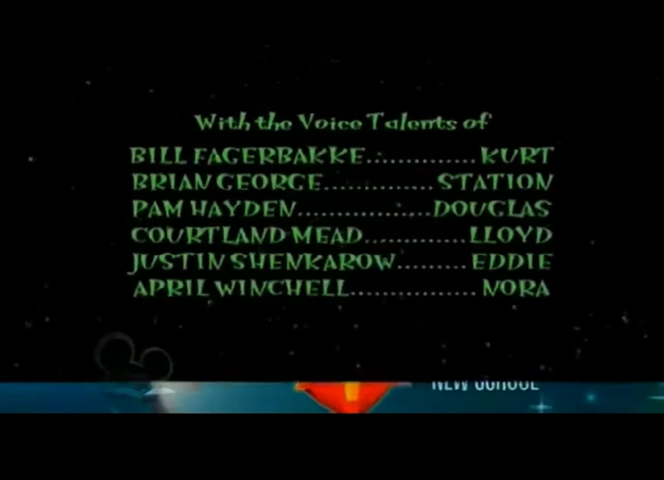 With the Voice Talents of
BILL FAGERBAKKE..............KURT
BRIAN GEORGE..............STATION
PAM HAYDEN.................DOUGLAS
COURTLAND MEAD.............LLOYD
JUSTIN SHENKAROW.........EDDIE
APRIL WINCHELL................NORA
NEW SCHOOL